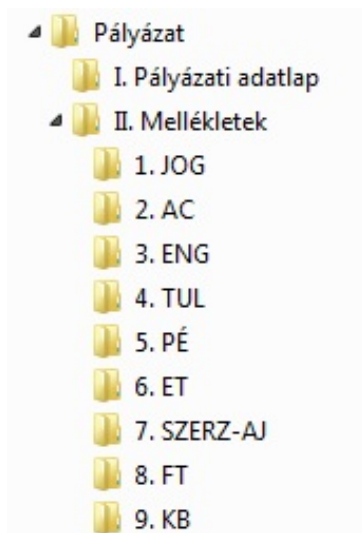 Pályázat
I. Pályázati adatlap
II. Mellékletek
1. JOG
2. AC
3. ENG
4. TUL
5. PÉ
6. ET
7. SZERZ-AJ
8. FT
9. KB